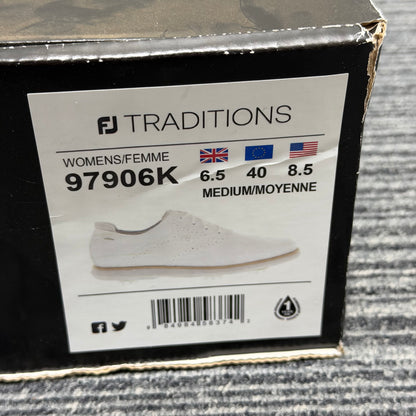 FJ TRADITIONS
WOMENS/FEMME
97906K
6.5 40 8.5
MEDIUM/MOYENNE